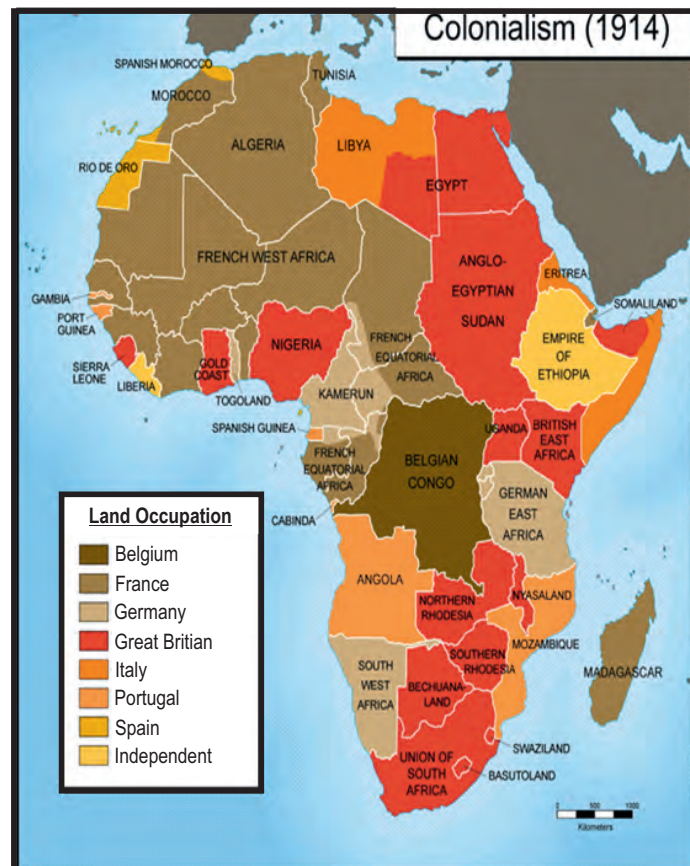 Colonialism (1914)
SPANISH MOROCCO
TUNISIA
MOROCCO
ALGERIA
LIBYA
RIO DE ORO
EGYPT
FRENCH WEST AFRICA
ANGLO-
EGYPTIAN
SUDAN
ERITREA
GAMBIA
SOMALILAND
PORT
GUINEA
NIGERIA
FRENCH
EQUATORIAL
AFRICA
EMPIRE
OF
ETHIOPIA
SIERRA
LEONE
GOLD
COAST
LIBERIA
TOGOLAND
KAMERUN
SPANISH GUINEA
UGANDA
BRITISH
EAST
AFRICA
FRENCH
EQUATORIAL
AFRICA
BELGIAN
CONGO
GERMAN
EAST
AFRICA
CABINDA
Land Occupation
Belgium
France
Germany
Great Britian
Italy
Portugal
Spain
Independent
ANGOLA
NORTHERN
RHODESIA
NYASALAND
MOZAMBIQUE
SOUTHERN
RHODESIA
MADAGASCAR
SOUTH
WEST
AFRICA
BECHUANA-
LAND
SWAZILAND
UNION OF
SOUTH
AFRICA
BASUTOLAND
0 500 1000
Kilometers